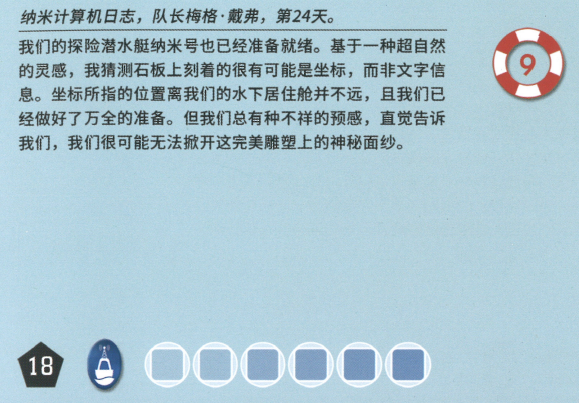 纳米计算机日志，队长梅格·戴弗，第24天。
我们的探险潜水艇纳米号也已经准备就绪。基于一种超自然
的灵感，我猜测石板上刻着的很有可能是坐标，而非文字信
息。坐标所指的位置离我们的水下居住舱并不远，且我们已
经做好了万全的准备。但我们总有种不祥的预感，直觉告诉
我们，我们很可能无法掀开这完美雕塑上的神秘面纱。
9
18